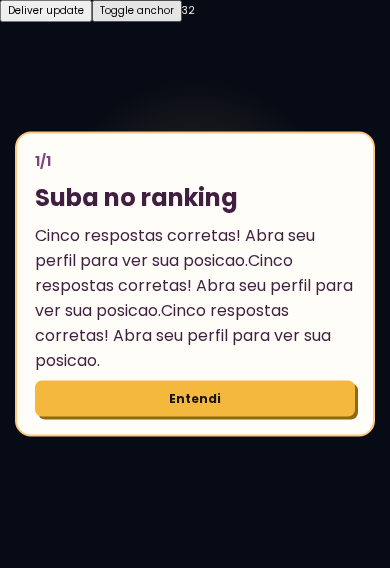 Deliver update Toggle anchor 32
1/1
Suba no ranking
Cinco respostas corretas! Abra seu
perfil para ver sua posicao.Cinco
respostas corretas! Abra seu perfil para
ver sua posicao.Cinco respostas
corretas! Abra seu perfil para ver sua
posicao.
Entendi